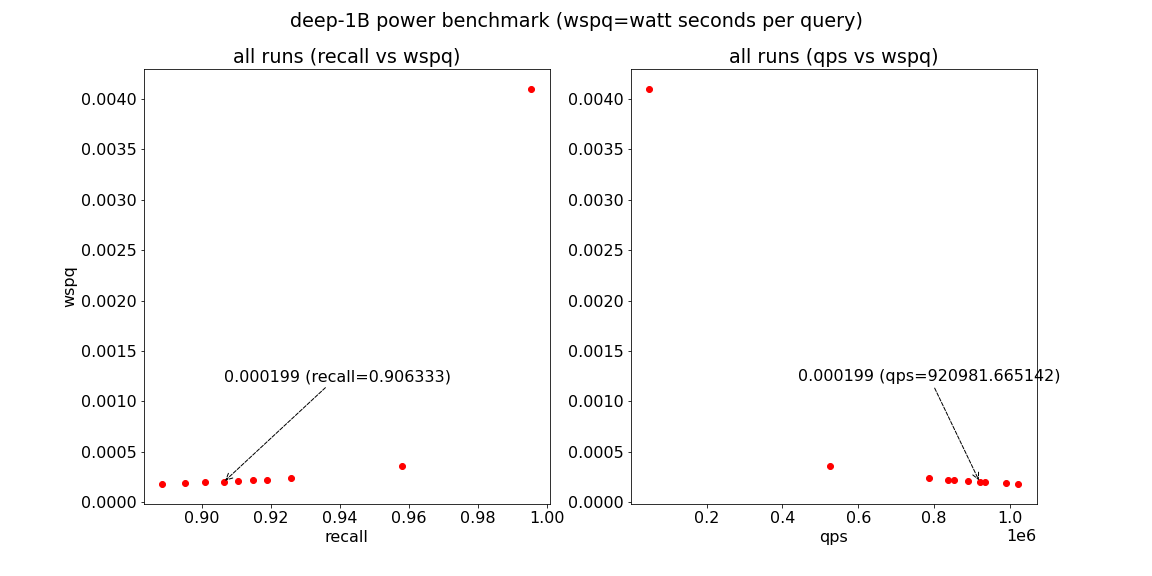 deep-1B power benchmark (wspq=watt seconds per query)
all runs (recall vs wspq)
0.0040
0.0035
0.0030
0.0025
0.0020
0.0015
0.0010
0.0005
0.0000
wspq
0.000199 (recall=0.906333)
0.90 0.92 0.94 0.96 0.98 1.00
recall
all runs (qps vs wspq)
0.0040
0.0035
0.0030
0.0025
0.0020
0.0015
0.0010
0.0005
0.0000
0.000199 (qps=920981.665142)
0.2 0.4 0.6 0.8 1.0
1e6
qps